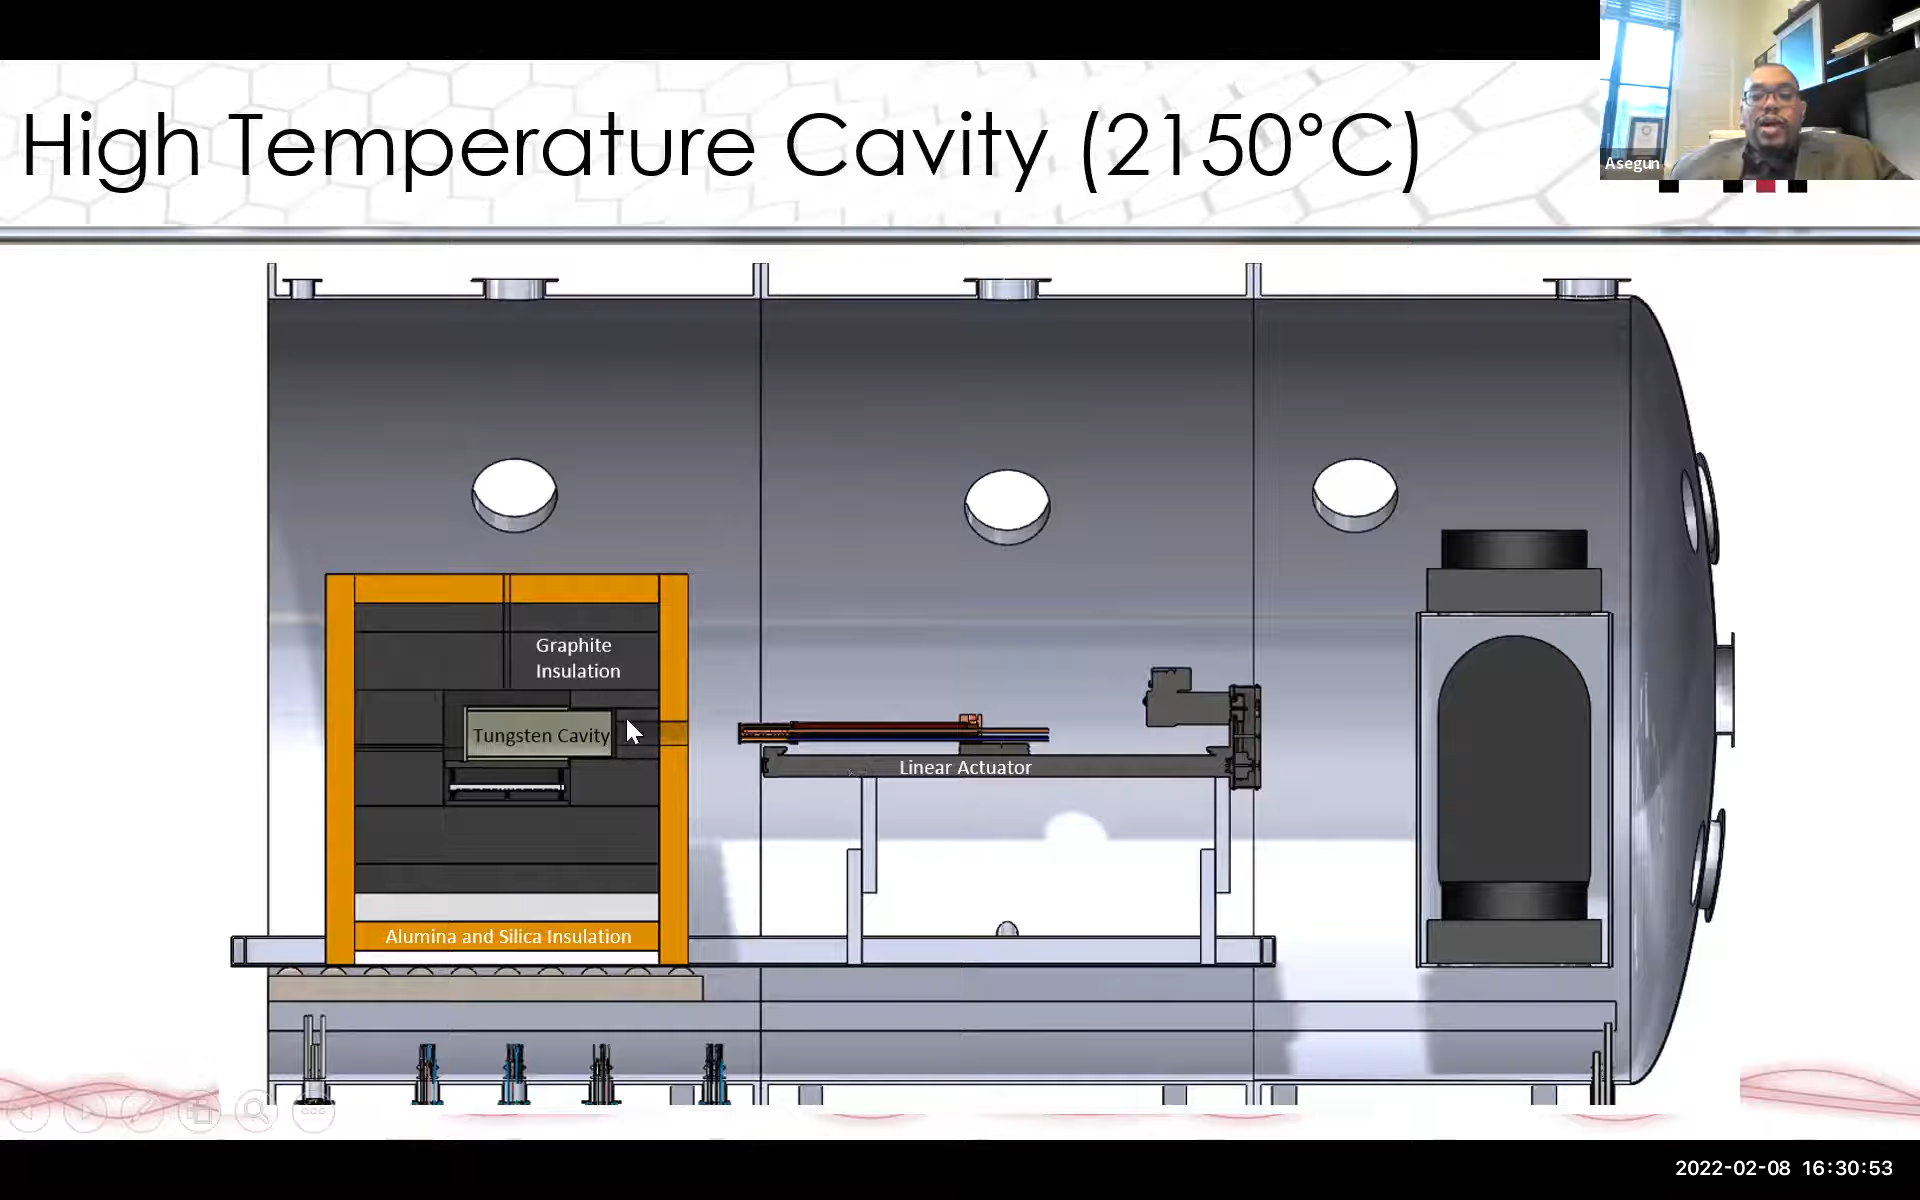 High Temperature Cavity (2150°C)
Asegun
Graphite
Insulation
Tungsten Cavity
Linear Actuator
Alumina and Silica Insulation
2022-02-08 16:30:53